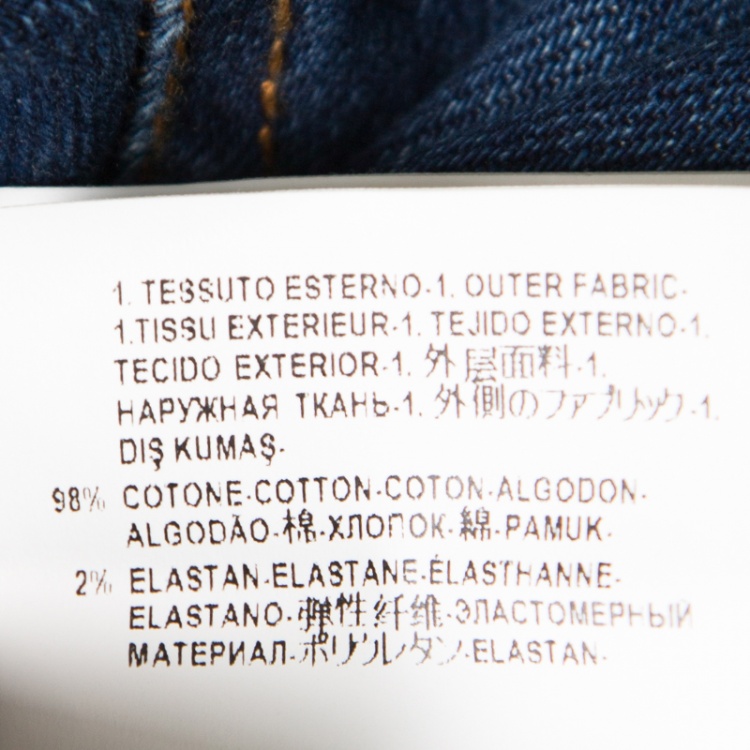 1. TESSUTO ESTERNO-1. OUTER FABRIC-
1.TISSU EXTERIEUR-1. TEJIDO EXTERNO-1.
TECIDO EXTERIOR-1. 外层面料-1.
НАРУЖНАЯ ТКАНЬ-1. 外側のファブリック-1.
DIŞ KUMAŞ-
98% COTONE-COTTON-COTON-ALGODON-
ALGODÃO-棉-ХЛОПОК-綿-PAMUK-
2% ELASTAN-ELASTANE-ÉLASTHANNE-
ELASTANO-弹性纤维-ЭЛАСТОМЕРНЫЙ
МАТЕРИАЛ-ポリウレタン-ELASTAN-